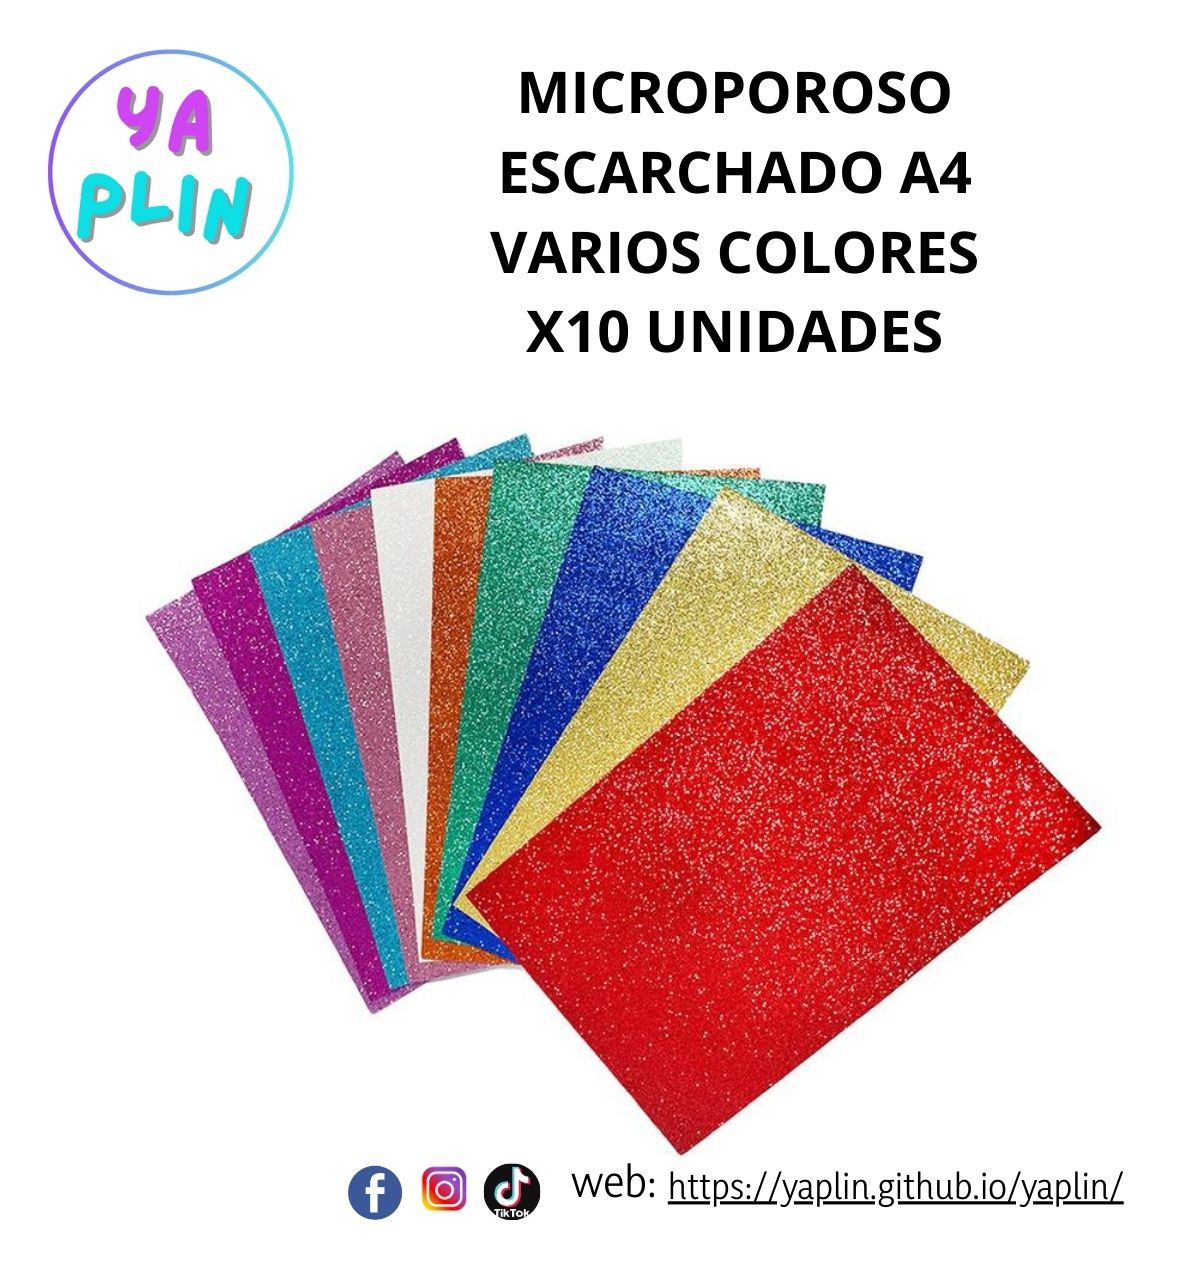 YA
PLIN
MICROPOROSO
ESCARCHADO A4
VARIOS COLORES
X10 UNIDADES
TikTok
web: https://yaplin.github.io/yaplin/